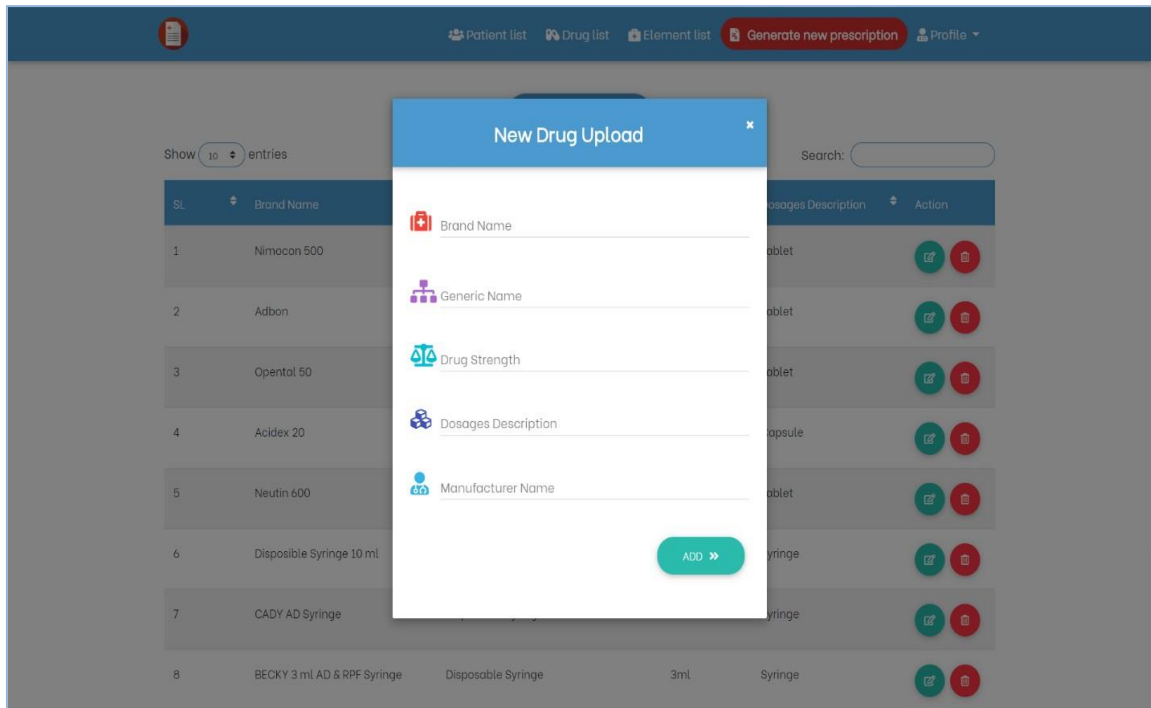 Patient list Drug list Element list Generate new prescription Profile
New Drug Upload ×
Show 10 entries Search:
SL Brand Name osages Description Action
Brand Name
1 Nimocon 500 ablet
Generic Name
2 Adbon ablet
Drug Strength
3 Opental 50 ablet
Dosages Description
4 Acidex 20 Capsule
Manufacturer Name
5 Neutin 600 ablet
6 Disposible Syringe 10 ml yringe
ADD »
7 CADY AD Syringe yringe
8 BECKY 3 ml AD & RPF Syringe Disposable Syringe 3ml Syringe